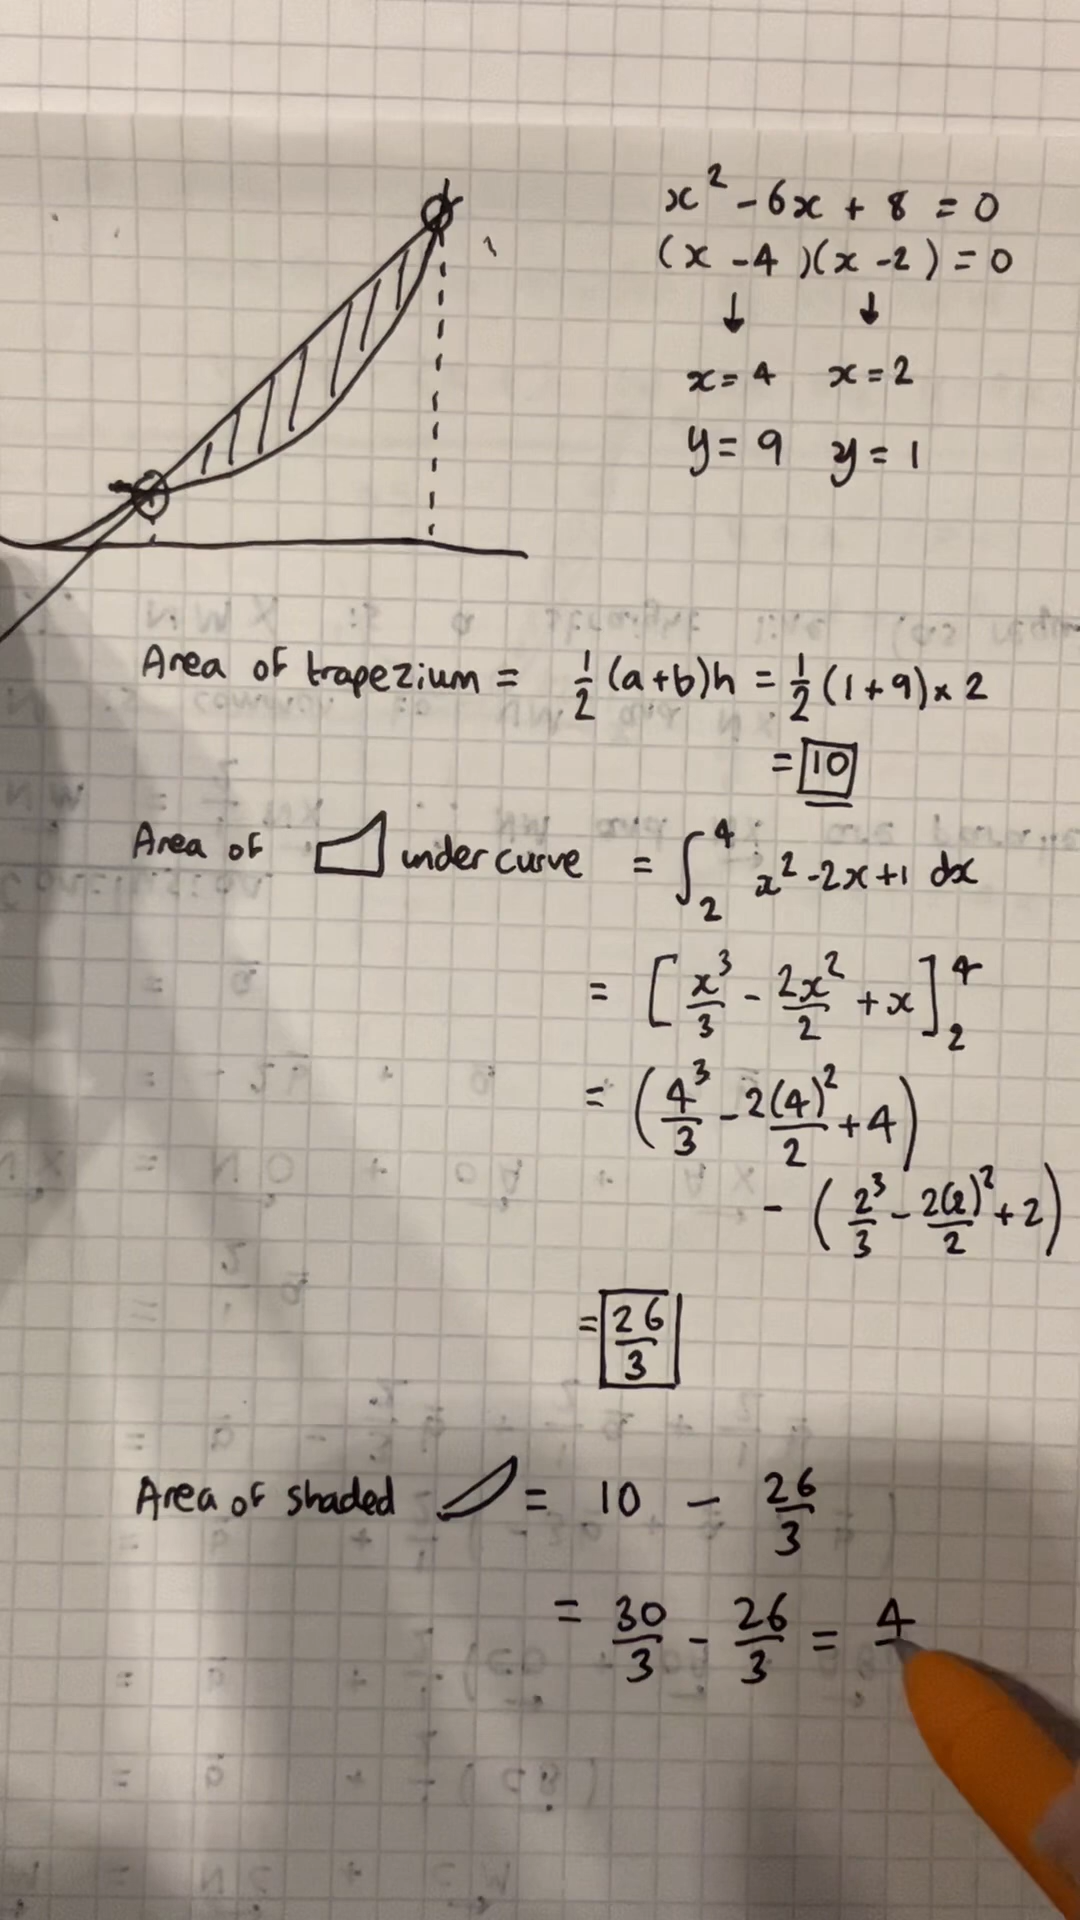 x² - 6x + 8 = 0
(x - 4)(x - 2) = 0
↓ ↓
x = 4 x = 2
y = 9 y = 1
Area of trapezium = 1/2 (a+b)h = 1/2 (1+9) × 2
= 10
Area of under curve = ∫₂⁴ x² - 2x + 1 dx
= [x³/3 - 2x²/2 + x]₂⁴
= (4³/3 - 2(4)²/2 + 4)
- (2³/3 - 2(2)²/2 + 2)
= 26/3
Area of shaded = 10 - 26/3
= 30/3 - 26/3 = 4